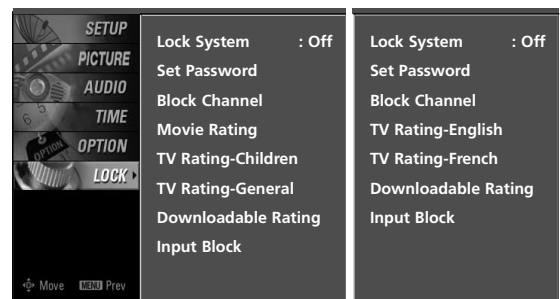 SETUP
PICTURE
AUDIO
TIME
OPTION
LOCK
Move MENU Prev
Lock System : Off
Set Password
Block Channel
Movie Rating
TV Rating-Children
TV Rating-General
Downloadable Rating
Input Block
Lock System : Off
Set Password
Block Channel
TV Rating-English
TV Rating-French
Downloadable Rating
Input Block